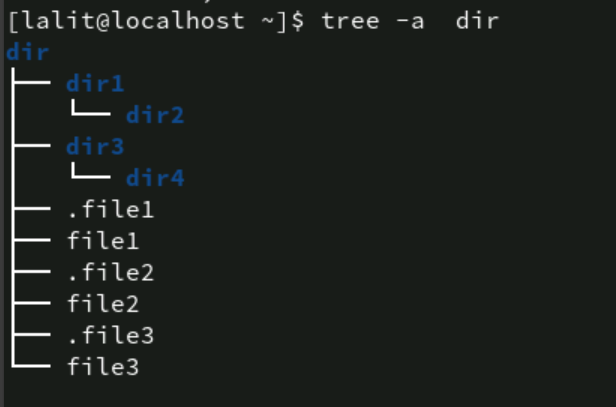 [lalit@localhost ~]$ tree -a  dir
dir
├── dir1
│   └── dir2
├── dir3
│   └── dir4
├── .file1
├── file1
├── .file2
├── file2
├── .file3
└── file3